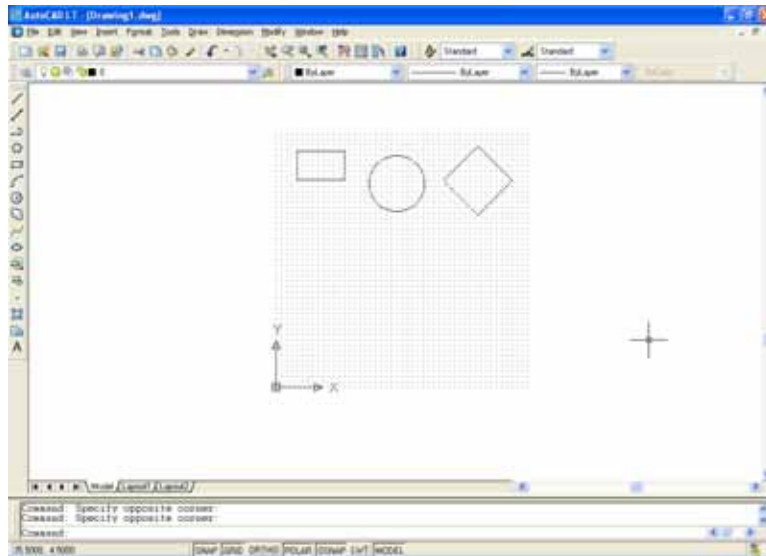 AutoCAD LT - [Drawing1.dwg]
File Edit View Insert Format Tools Draw Dimension Modify Window Help
Standard Standard
0 ByLayer ByLayer ByLayer ByColor
Y
X
A
Model Layout1 Layout2
Command: Specify opposite corner:
Command: Specify opposite corner:
Command:
SNAP GRID ORTHO POLAR OSNAP LWT MODEL